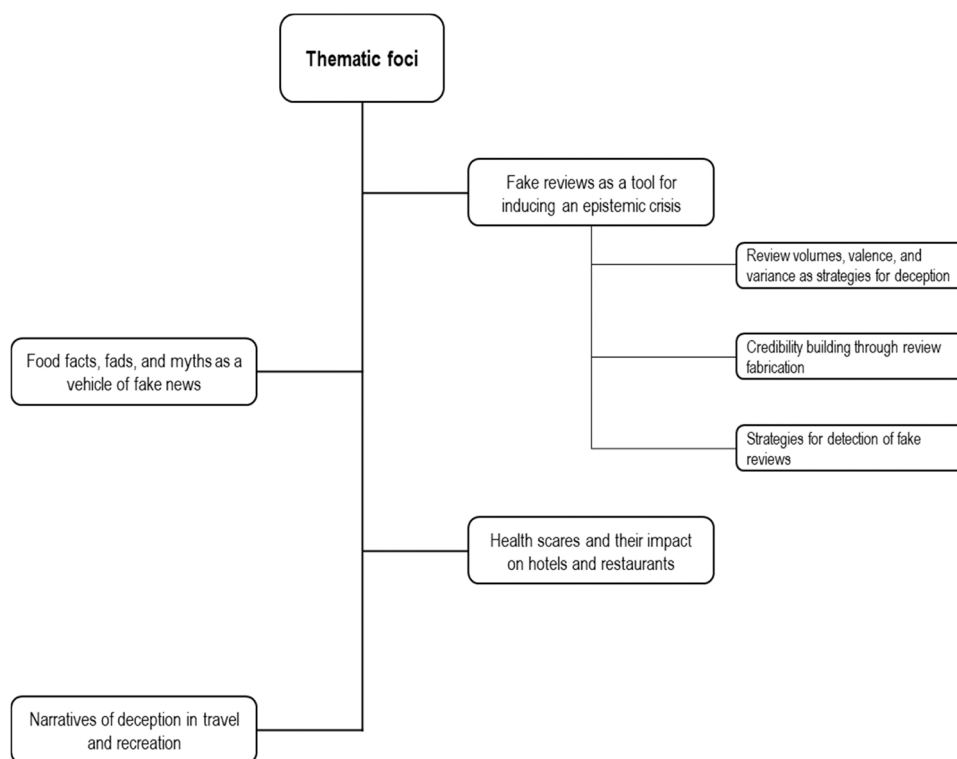 Thematic foci
Fake reviews as a tool for
inducing an epistemic crisis
Review volumes, valence, and
variance as strategies for deception
Credibility building through review
fabrication
Strategies for detection of fake
reviews
Food facts, fads, and myths as a
vehicle of fake news
Health scares and their impact
on hotels and restaurants
Narratives of deception in travel
and recreation